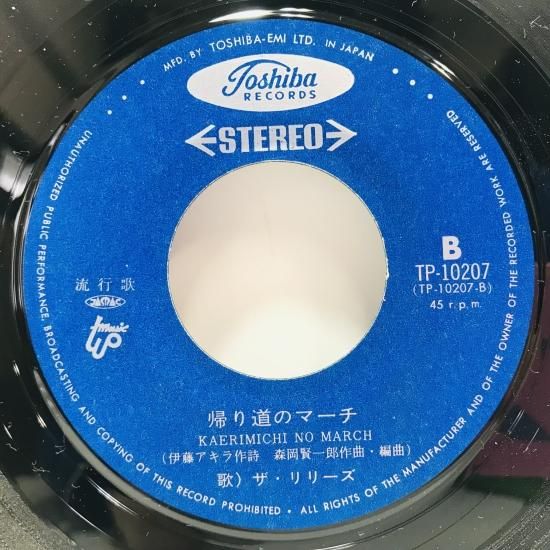 MFD. BY TOSHIBA-EMI LTD. IN JAPAN
Toshiba
RECORDS
STEREO
B
TP-10207
(TP-10207-B)
45 r.p.m.
流行歌
JASRAC
music
帰り道のマーチ
KAERIMICHI NO MARCH
(伊藤アキラ作詩 森岡賢一郎作曲・編曲)
歌) ザ・リリーズ
UNAUTHORIZED PUBLIC PERFORMANCE, BROADCASTING AND COPYING OF THIS RECORD PROHIBITED • ALL RIGHTS OF THE MANUFACTURER AND OF THE OWNER OF THE RECORDED WORK ARE RESERVED